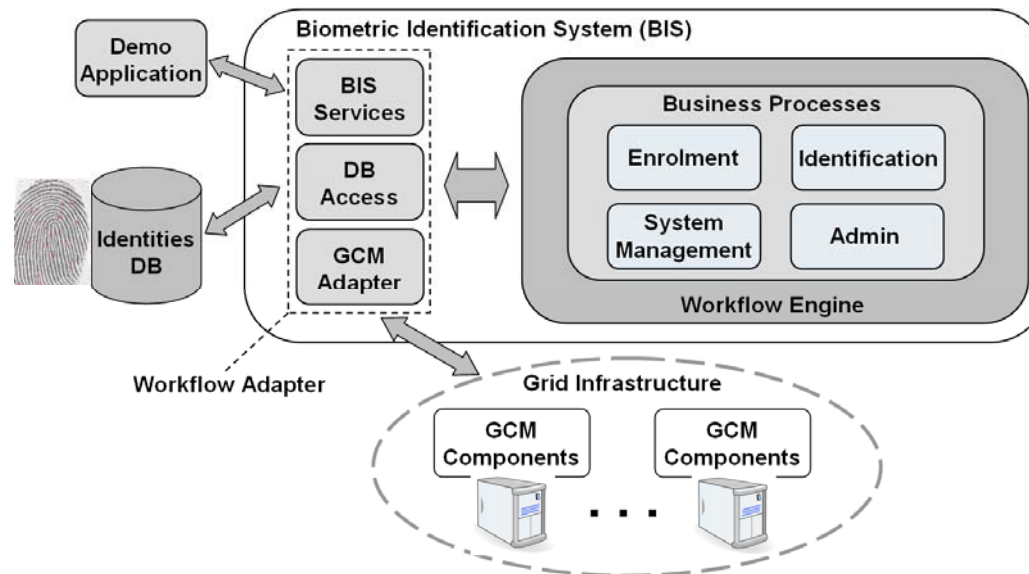 Biometric Identification System (BIS)
Demo
Application
BIS
Services
DB
Access
GCM
Adapter
Identities
DB
Business Processes
Enrolment
Identification
System
Management
Admin
Workflow Engine
Workflow Adapter
Grid Infrastructure
GCM
Components
GCM
Components
. . .